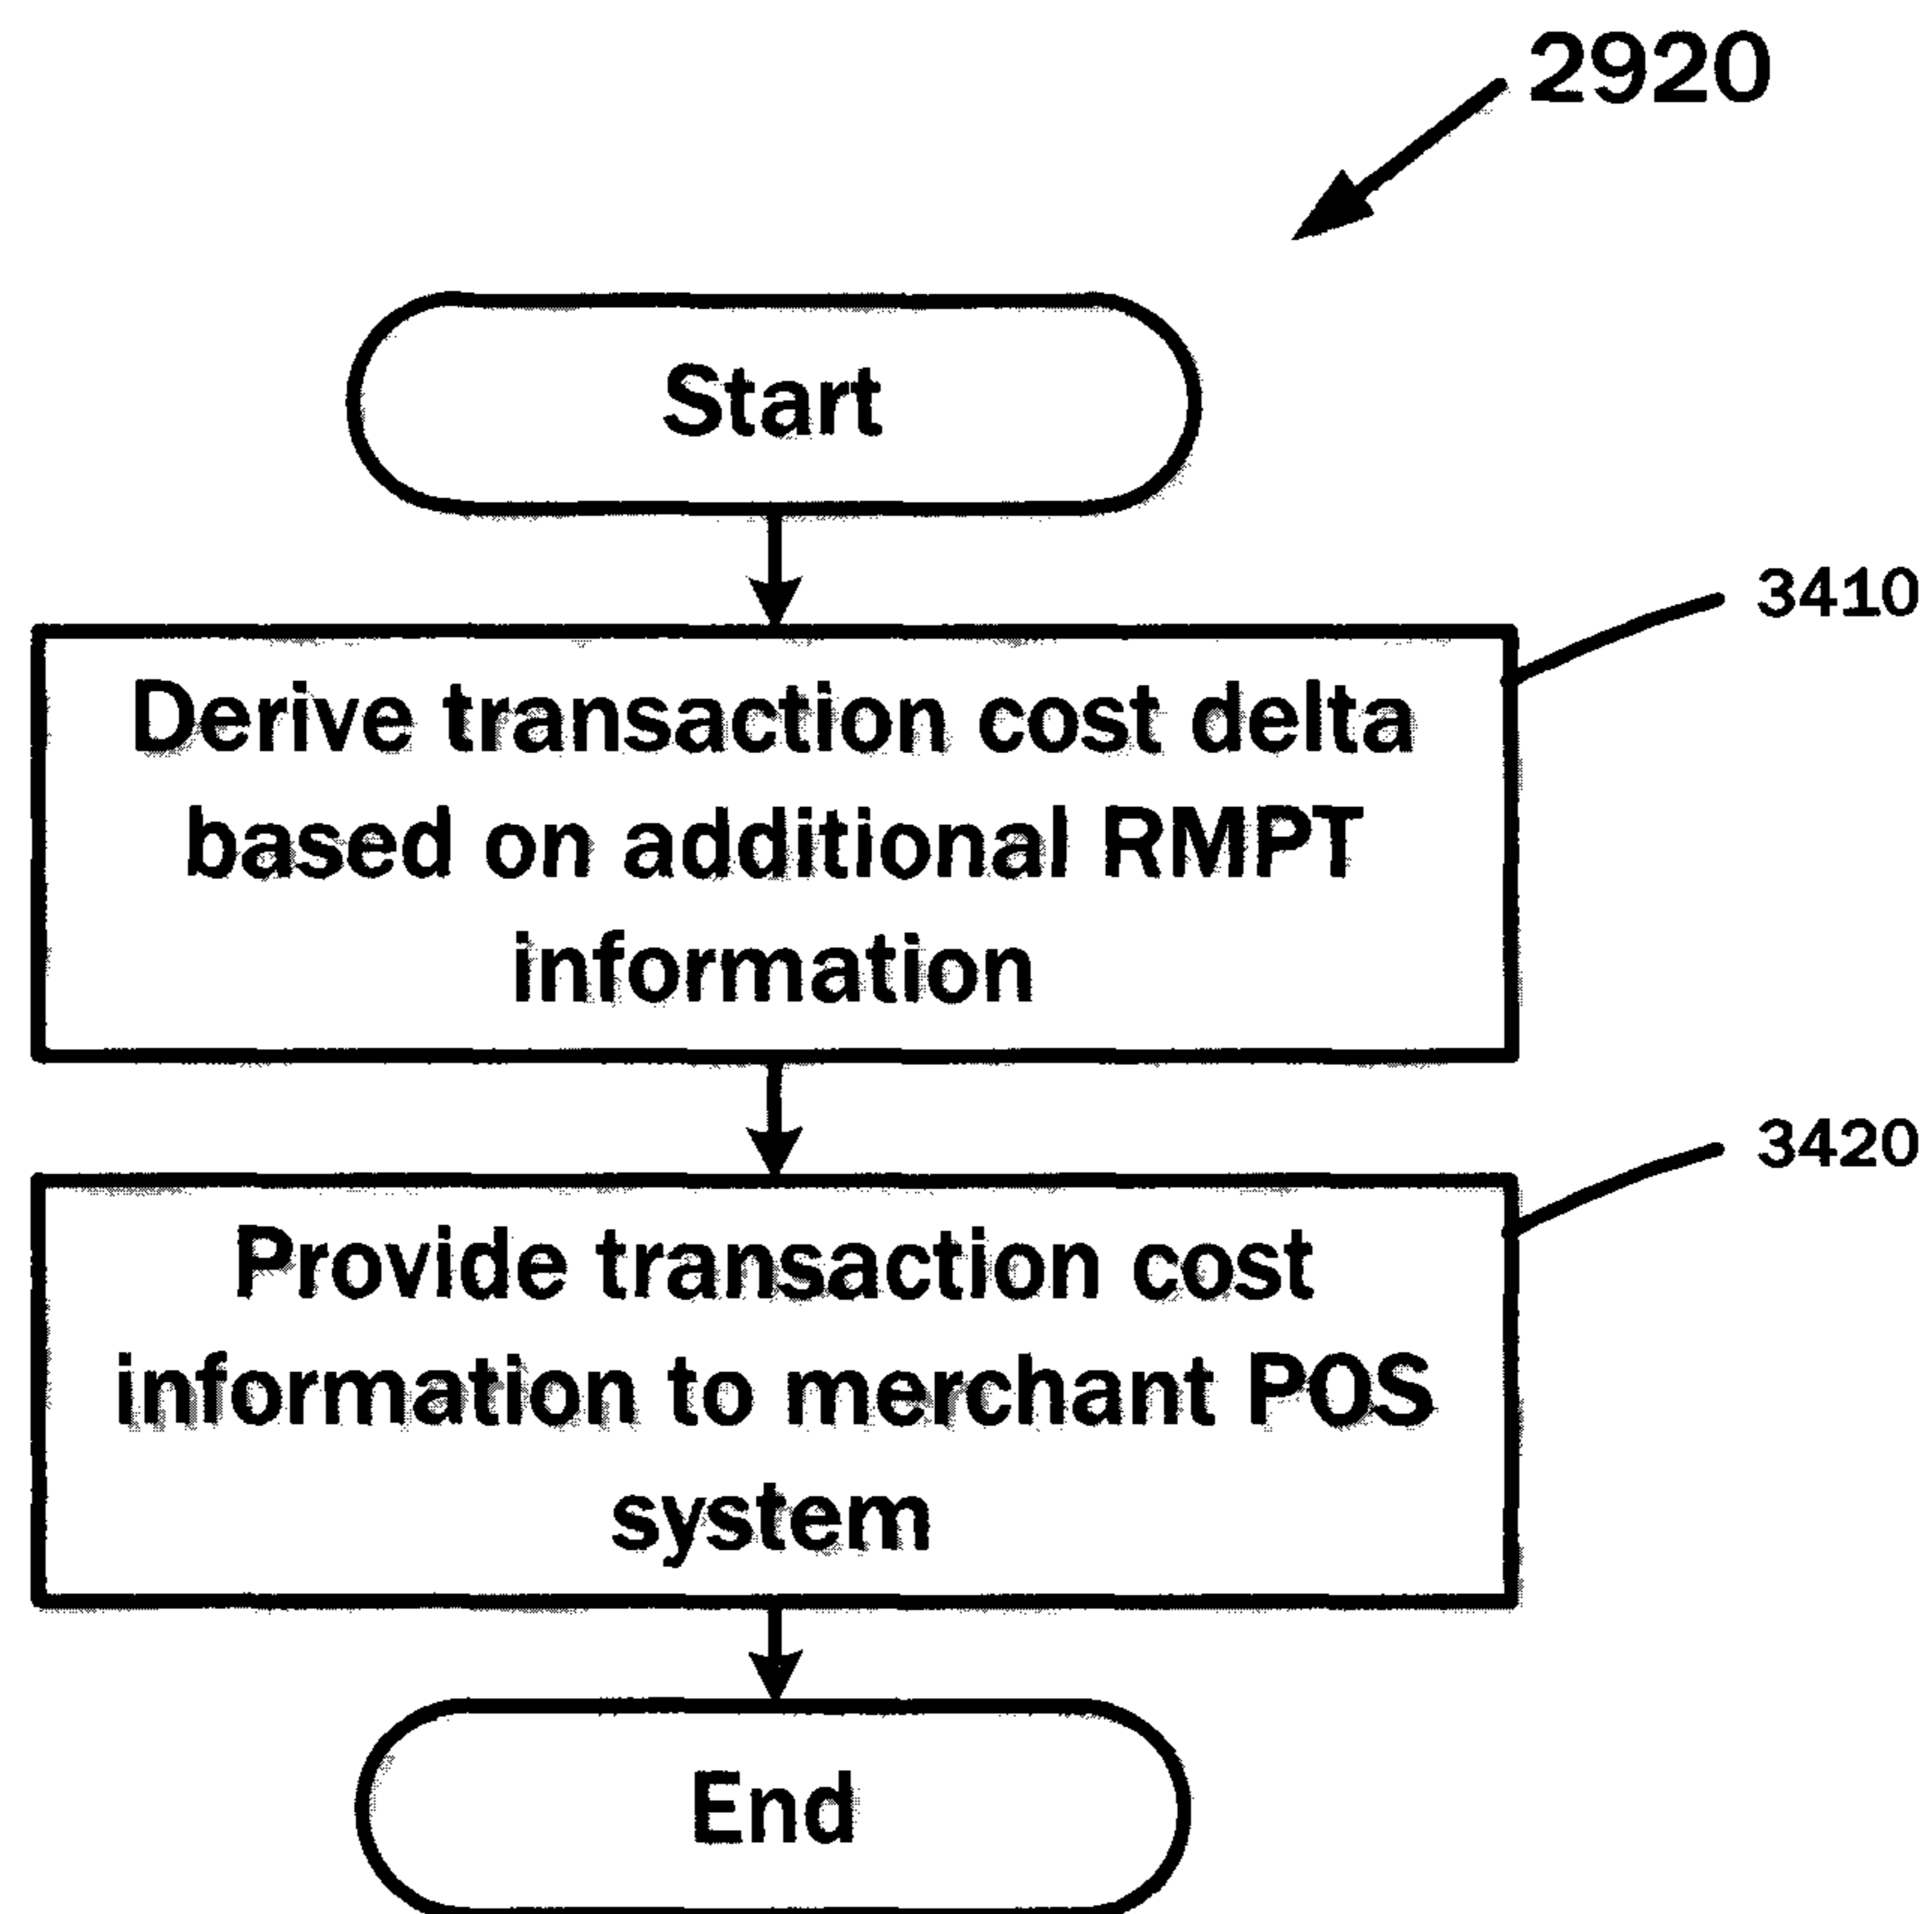 2920
Start
3410
Derive transaction cost delta
based on additional RMPT
information
3420
Provide transaction cost
information to merchant POS
system
End